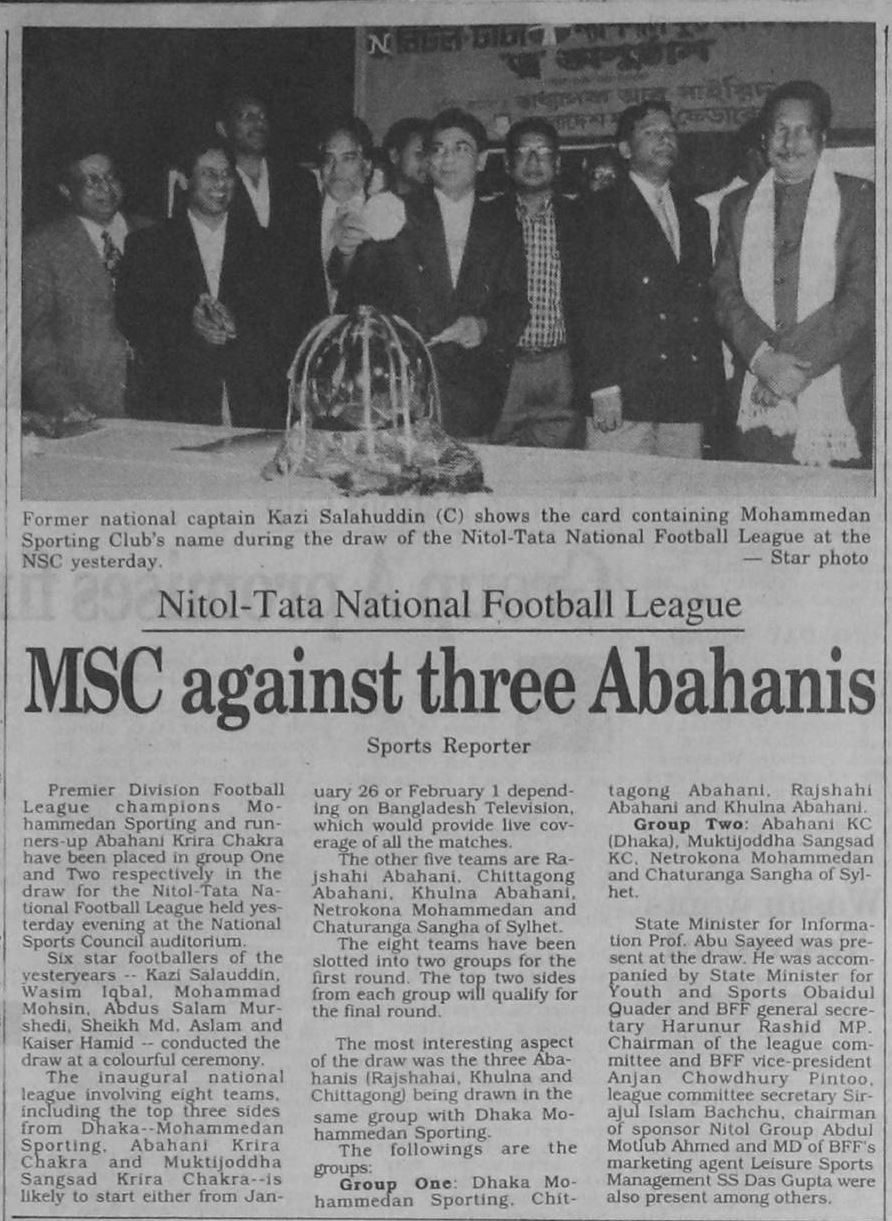 নিটল টাটা
ড্র অনুষ্ঠান
অধ্যাপক আবু সাইয়িদ
Former national captain Kazi Salahuddin (C) shows the card containing Mohammedan
Sporting Club's name during the draw of the Nitol-Tata National Football League at the
NSC yesterday. — Star photo
Nitol-Tata National Football League
MSC against three Abahanis
Sports Reporter
Premier Division Football
League champions Mo-
hammedan Sporting and run-
ners-up Abahani Krira Chakra
have been placed in group One
and Two respectively in the
draw for the Nitol-Tata Na-
tional Football League held yes-
terday evening at the National
Sports Council auditorium.
Six star footballers of the
yesteryears -- Kazi Salauddin,
Wasim Iqbal, Mohammad
Mohsin, Abdus Salam Mur-
shedi, Sheikh Md. Aslam and
Kaiser Hamid -- conducted the
draw at a colourful ceremony.
The inaugural national
league involving eight teams,
including the top three sides
from Dhaka--Mohammedan
Sporting, Abahani Krira
Chakra and Muktijoddha
Sangsad Krira Chakra--is
likely to start either from Jan-
uary 26 or February 1 depend-
ing on Bangladesh Television,
which would provide live cov-
erage of all the matches.
The other five teams are Ra-
jshahi Abahani, Chittagong
Abahani, Khulna Abahani,
Netrokona Mohammedan and
Chaturanga Sangha of Sylhet.
The eight teams have been
slotted into two groups for the
first round. The top two sides
from each group will qualify for
the final round.
The most interesting aspect
of the draw was the three Aba-
hanis (Rajshahai, Khulna and
Chittagong) being drawn in the
same group with Dhaka Mo-
hammedan Sporting.
The followings are the
groups:
Group One: Dhaka Mo-
hammedan Sporting, Chit-
tagong Abahani, Rajshahi
Abahani and Khulna Abahani.
Group Two: Abahani KC
(Dhaka), Muktijoddha Sangsad
KC, Netrokona Mohammedan
and Chaturanga Sangha of Syl-
het.
State Minister for Informa-
tion Prof. Abu Sayeed was pre-
sent at the draw. He was accom-
panied by State Minister for
Youth and Sports Obaidul
Quader and BFF general secre-
tary Harunur Rashid MP.
Chairman of the league com-
mittee and BFF vice-president
Anjan Chowdhury Pintoo,
league committee secretary Sir-
ajul Islam Bachchu, chairman
of sponsor Nitol Group Abdul
Motlub Ahmed and MD of BFF's
marketing agent Leisure Sports
Management SS Das Gupta were
also present among others.